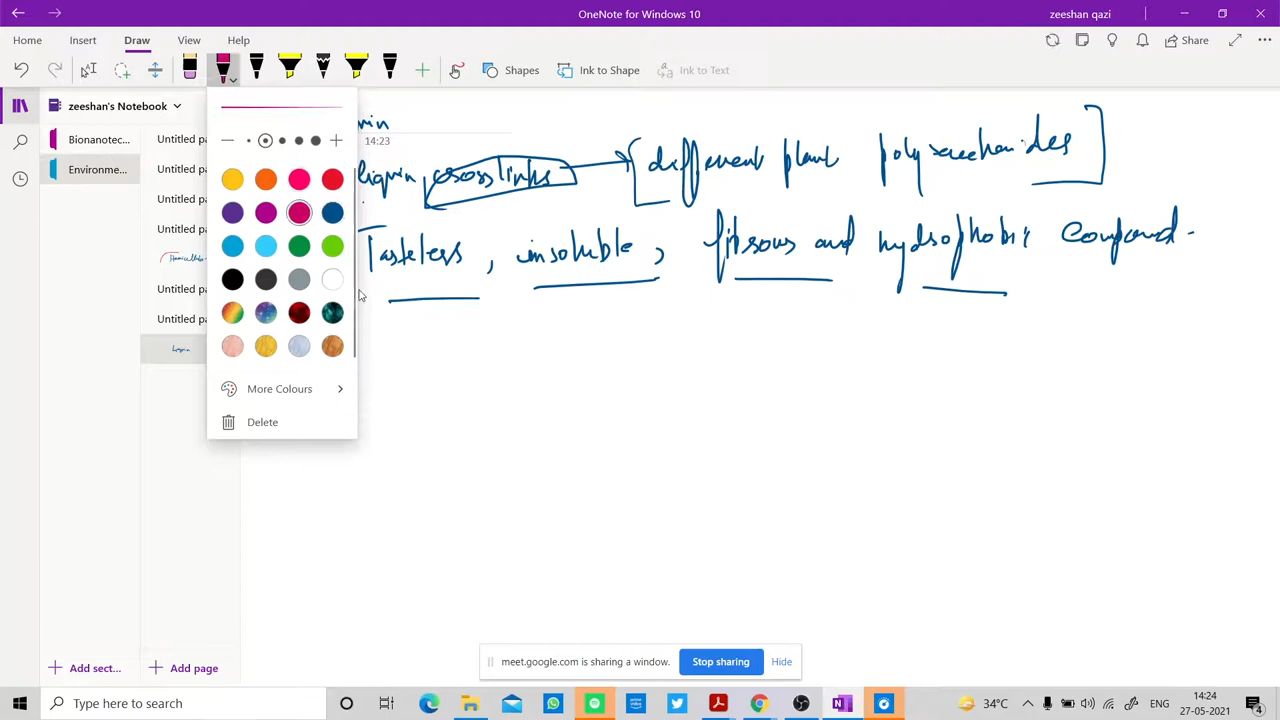 OneNote for Windows 10
zeeshan qazi
Home Insert Draw View Help
Share
Shapes Ink to Shape Ink to Text
zeeshan's Notebook
Bionanotec...
Environme...
Untitled pa
Untitled pa
Untitled pa
Untitled pa
Untitled pa
Untitled pa
Lignin
14:23
More Colours
Delete
Lignin crosslinks different plant polysaccharides
Tasteless, insoluble, fibrous and hydrophobic compound.
Add sect... Add page
meet.google.com is sharing a window. Stop sharing Hide
Type here to search
34°C ENG 14:24
27-05-2021
4